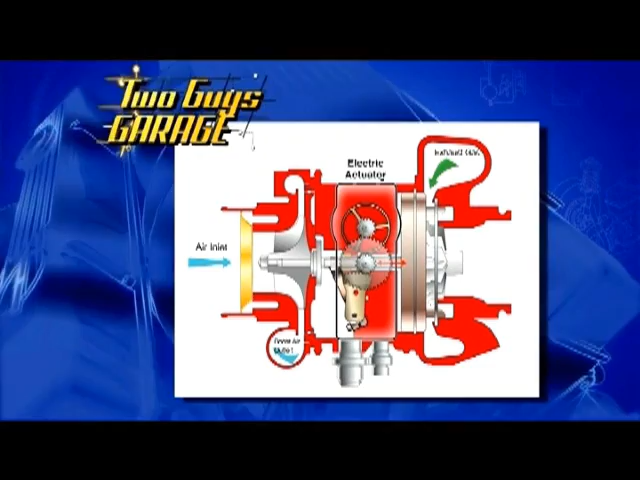 Two Guys
GARAGE
Electric
Actuator
Air Inlet